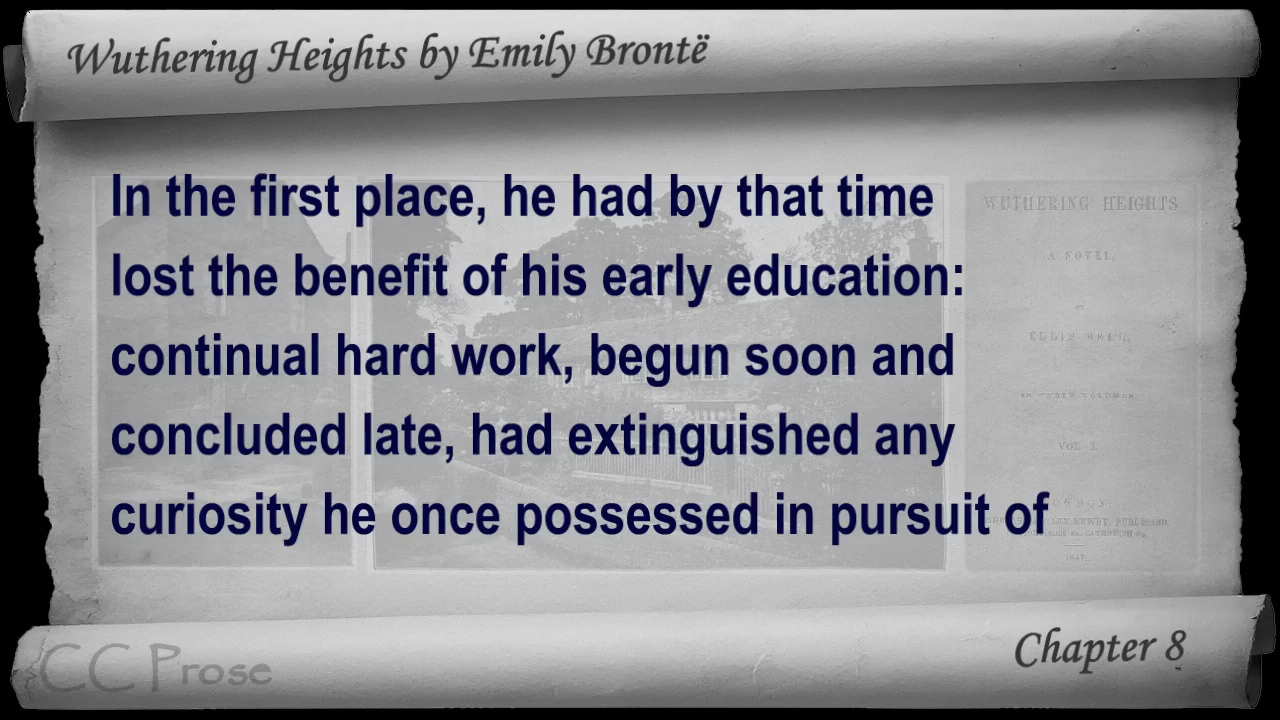 Wuthering Heights by Emily Brontë
In the first place, he had by that time
lost the benefit of his early education:
continual hard work, begun soon and
concluded late, had extinguished any
curiosity he once possessed in pursuit of
WUTHERING HEIGHTS
A NOVEL,
VOL. I.
1847.
CC Prose
Chapter 8